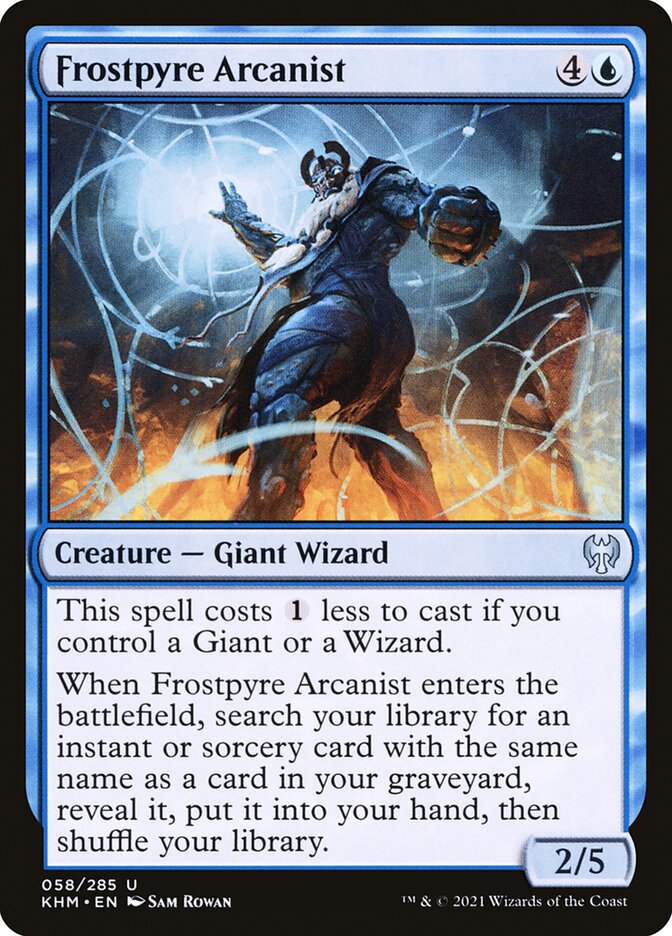 Frostpyre Arcanist 4
Creature — Giant Wizard
This spell costs 1 less to cast if you
control a Giant or a Wizard.
When Frostpyre Arcanist enters the
battlefield, search your library for an
instant or sorcery card with the same
name as a card in your graveyard,
reveal it, put it into your hand, then
shuffle your library.
2/5
058/285 U
KHM • EN Sam Rowan
™ & © 2021 Wizards of the Coast